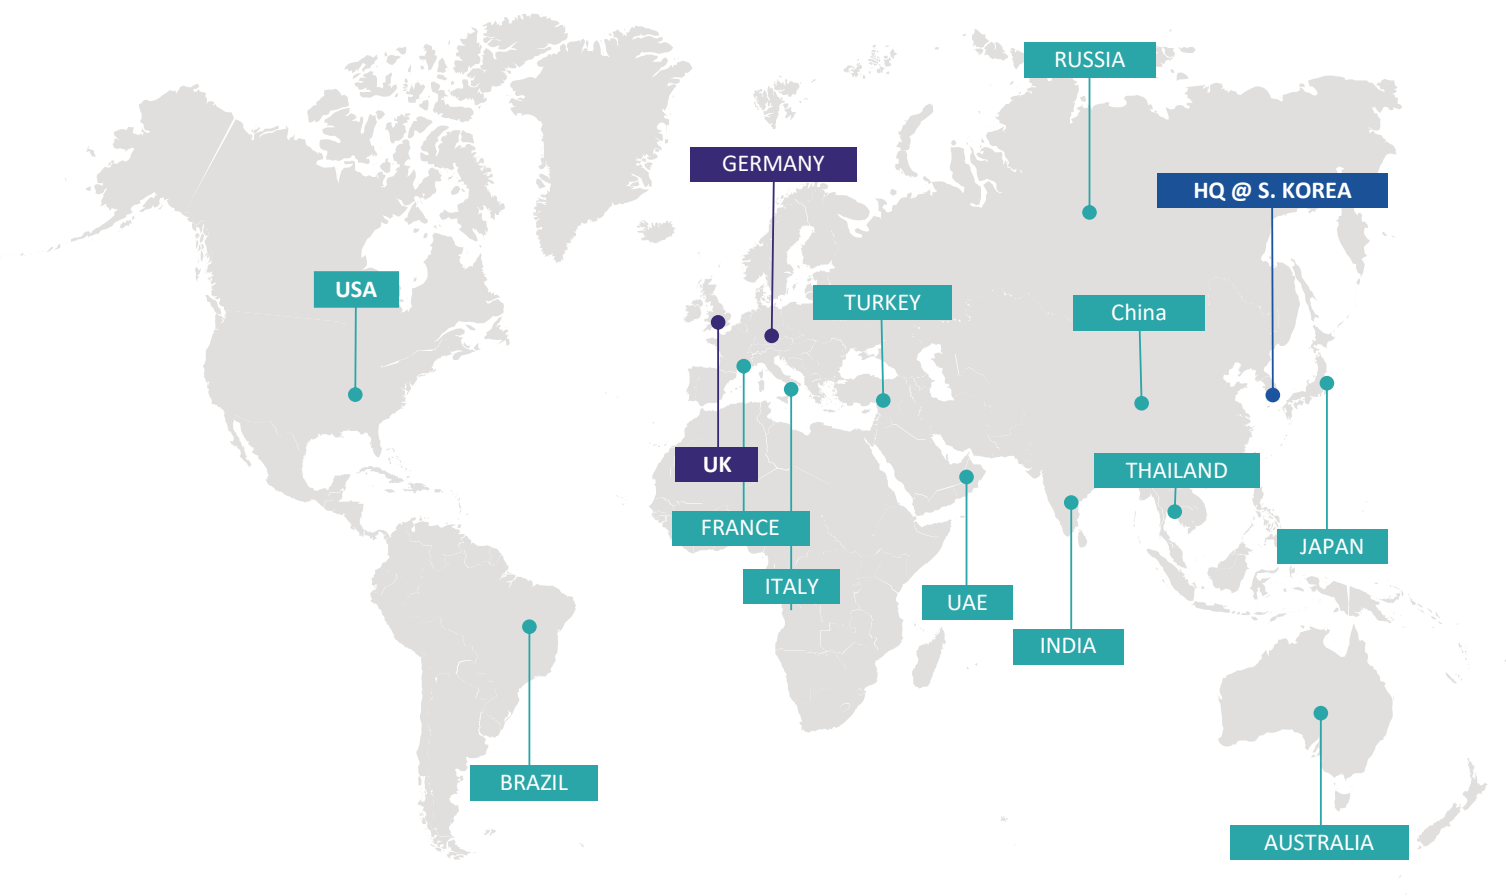 RUSSIA
GERMANY
HQ @ S. KOREA
USA
TURKEY
China
UK
THAILAND
FRANCE
JAPAN
ITALY
UAE
INDIA
BRAZIL
AUSTRALIA